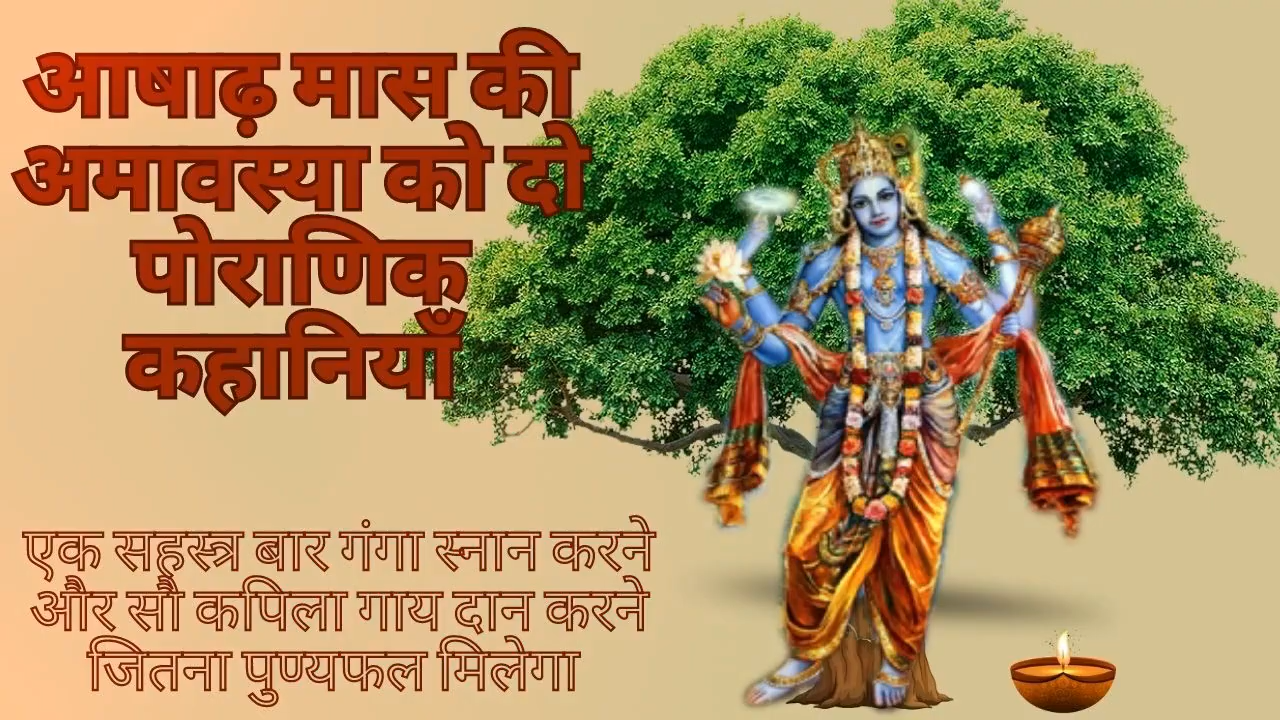 आषाढ़ मास की
अमावस्या को दो
पोराणिक
कहानियाँ
एक सहस्त्र बार गंगा स्नान करने
और सौ कपिला गाय दान करने
जितना पुण्यफल मिलेगा